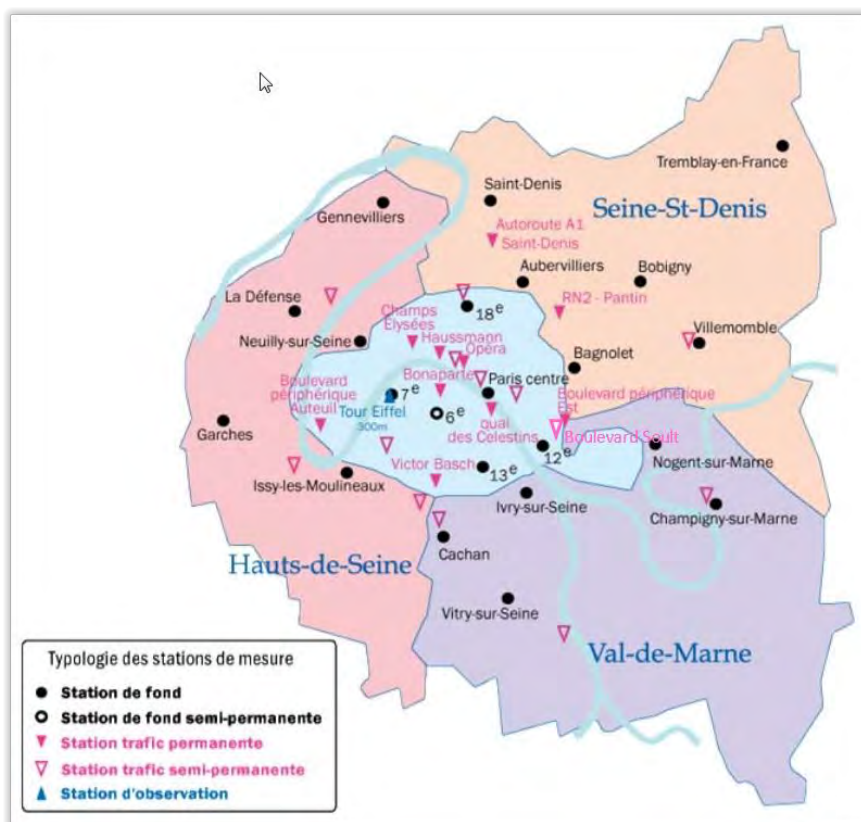 Tremblay-en-France
Saint-Denis
Seine-St-Denis
Gennevilliers
Autoroute A1
Saint-Denis
Aubervilliers
Bobigny
La Défense
RN2 - Pantin
Champs
Elysées
18e
Villemomble
Neuilly-sur-Seine
Haussmann
Opéra
Bagnolet
Boulevard
périphérique
Auteuil
Bonaparte
Paris centre
7e
Tour Eiffel
300m
6e
Boulevard périphérique
Est
quai
des Celestins
Boulevard Soult
Garches
12e
Nogent-sur-Marne
Victor Basch
13e
Issy-les-Moulineaux
Ivry-sur-Seine
Champigny-sur-Marne
Cachan
Hauts-de-Seine
Vitry-sur-Seine
Val-de-Marne
Typologie des stations de mesure
Station de fond
Station de fond semi-permanente
Station trafic permanente
Station trafic semi-permanente
Station d'observation